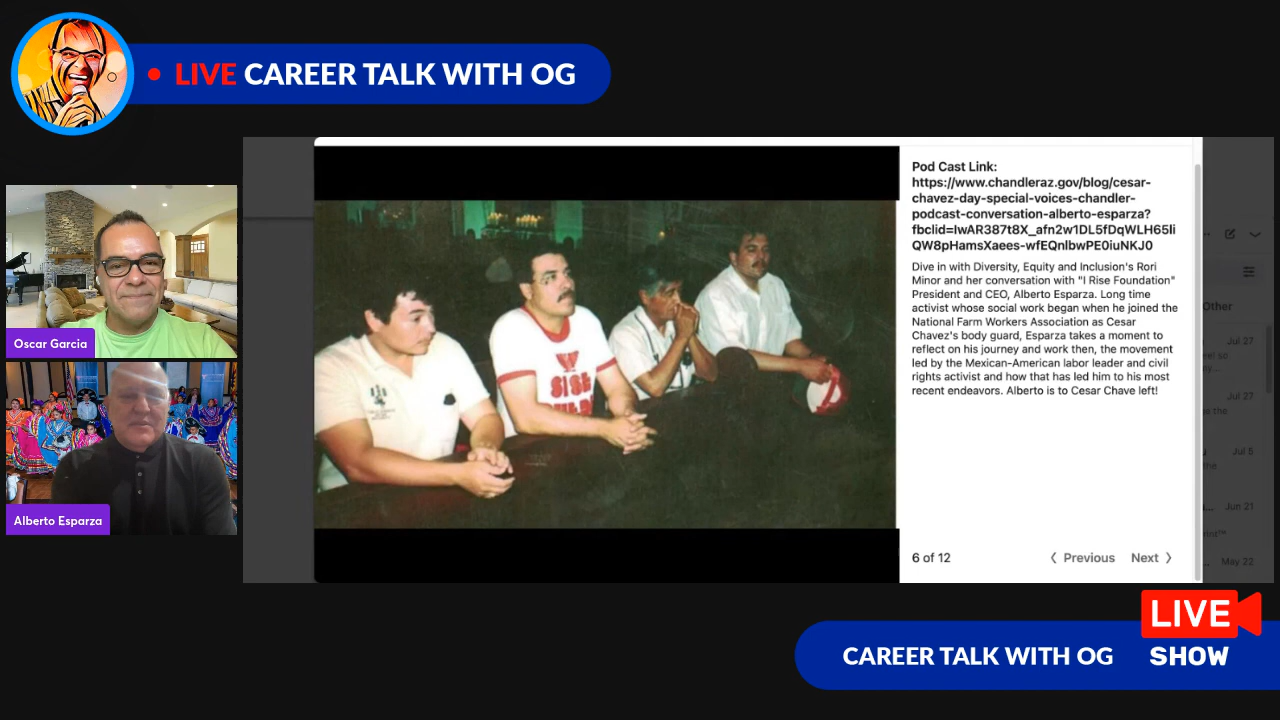 LIVE CAREER TALK WITH OG
Oscar Garcia
Alberto Esparza
SISE
Pod Cast Link:
https://www.chandleraz.gov/blog/cesar-
chavez-day-special-voices-chandler-
podcast-conversation-alberto-esparza?
fbclid=IwAR387t8X_afn2w1DL5fDqWLH65Ii
QW8pHamsXaees-wfEQnlbwPE0iuNKJ0
Dive in with Diversity, Equity and Inclusion's Rori
Minor and her conversation with "I Rise Foundation"
President and CEO, Alberto Esparza. Long time
activist whose social work began when he joined the
National Farm Workers Association as Cesar
Chavez's body guard, Esparza takes a moment to
reflect on his journey and work then, the movement
led by the Mexican-American labor leader and civil
rights activist and how that has led him to his most
recent endeavors. Alberto is to Cesar Chave left!
6 of 12
Previous Next
Other
Jul 27
Jul 27
Jul 5
Jun 21
May 22
LIVE
SHOW
CAREER TALK WITH OG